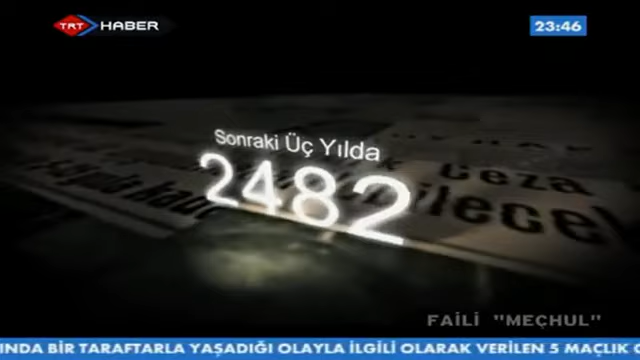 TRT HABER
23:46
Sonraki Üç Yılda
2482
ceza
FAİLİ "MEÇHUL"
INDA BİR TARAFTARLA YAŞADIĞI OLAYLA İLGİLİ OLARAK VERİLEN 5 MAÇLIK